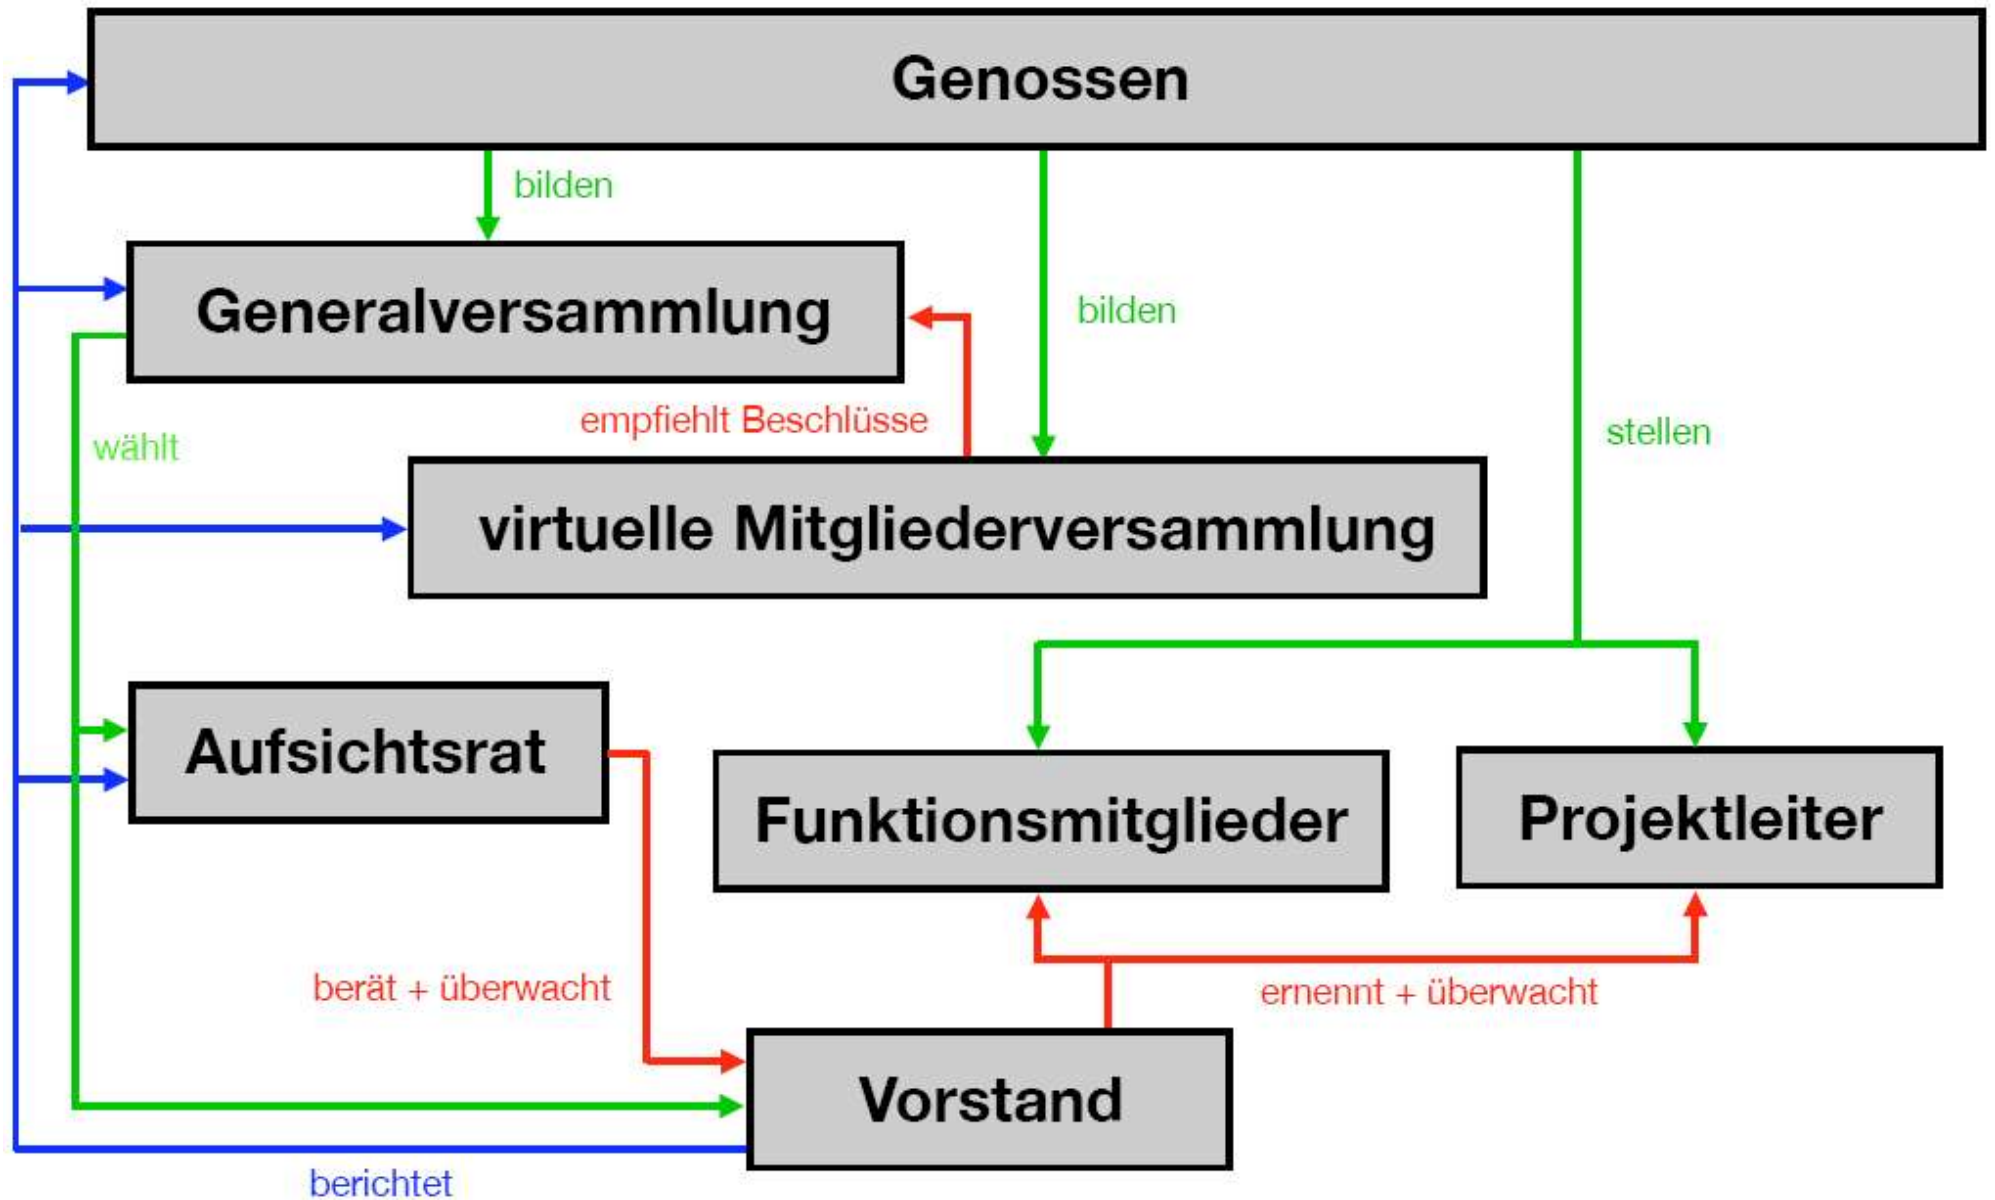 Genossen
bilden
Generalversammlung
bilden
empfiehlt Beschlüsse
stellen
wählt
virtuelle Mitgliederversammlung
Aufsichtsrat
Funktionsmitglieder
Projektleiter
berät + überwacht
ernennt + überwacht
Vorstand
berichtet